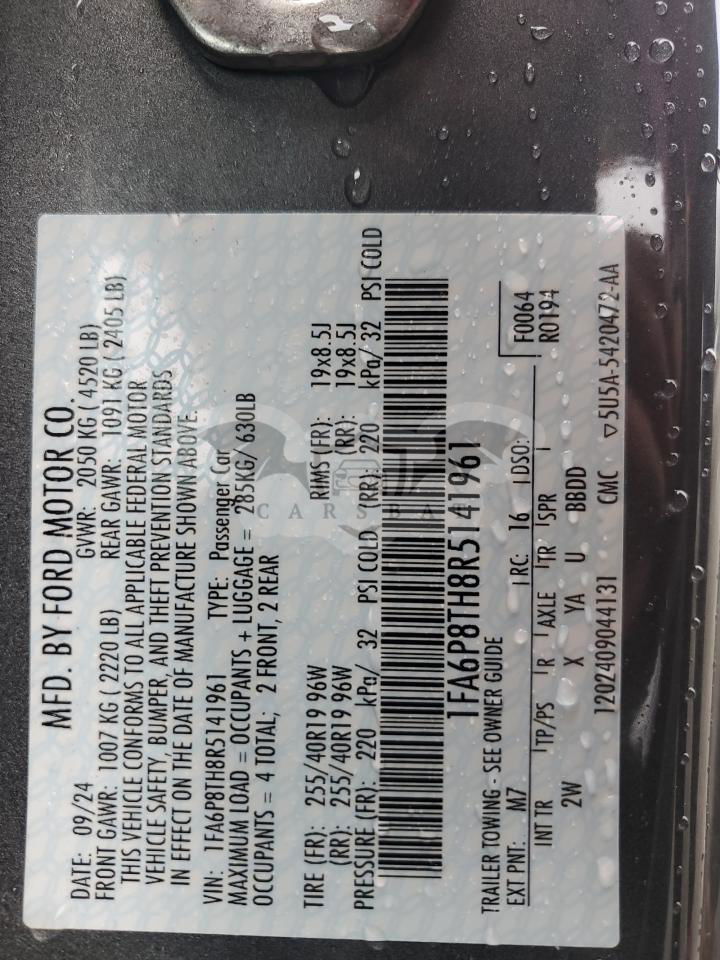 MFD. BY FORD MOTOR CO.
DATE: 09/24 GVWR: 2050 KG ( 4520 LB)
FRONT GAWR: 1007 KG ( 2220 LB) REAR GAWR: 1091 KG ( 2405 LB)
THIS VEHICLE CONFORMS TO ALL APPLICABLE FEDERAL MOTOR
VEHICLE SAFETY, BUMPER, AND THEFT PREVENTION STANDARDS
IN EFFECT ON THE DATE OF MANUFACTURE SHOWN ABOVE.
VIN: 1FA6P8TH8R5141961 TYPE: Passenger Car
MAXIMUM LOAD = OCCUPANTS + LUGGAGE = 285KG/ 630LB
OCCUPANTS = 4 TOTAL; 2 FRONT, 2 REAR
CARSBA
TIRE (FR): 255/40R19 96W RIMS (FR): 19x8.5J
(RR): 255/40R19 96W (RR): 19x8.5J
PRESSURE (FR): 220 kPa/ 32 PSI COLD (RR): 220 kPa/ 32 PSI COLD
1FA6P8TH8R5141961
TRAILER TOWING - SEE OWNER GUIDE
F0064
R0194
EXT PNT: M7 RC: 16 DSO:
INT TR TP/PS R AXLE TR SPR
2W X YA U BBDD
1202409044131 CMC ▽5U5A-5420472-AA